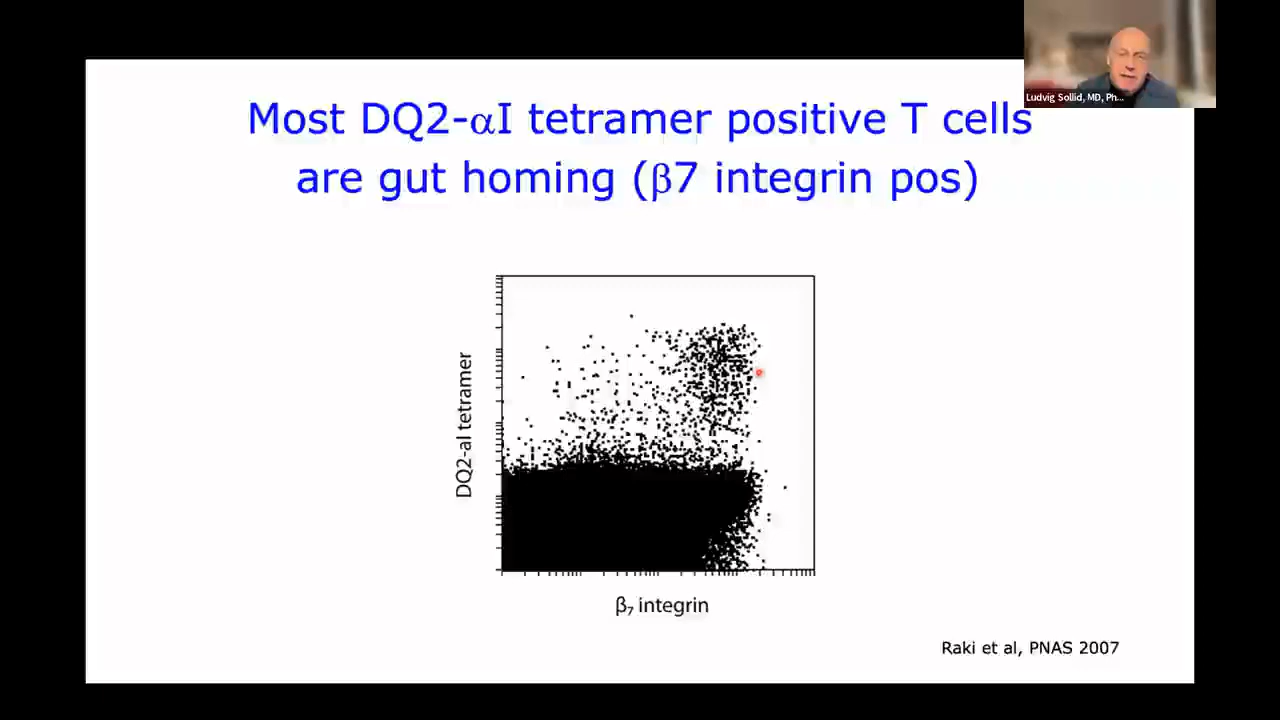 Ludvig Sollid, MD, Ph...
Most DQ2-αI tetramer positive T cells
are gut homing (β7 integrin pos)
DQ2-aI tetramer
β₇ integrin
Raki et al, PNAS 2007